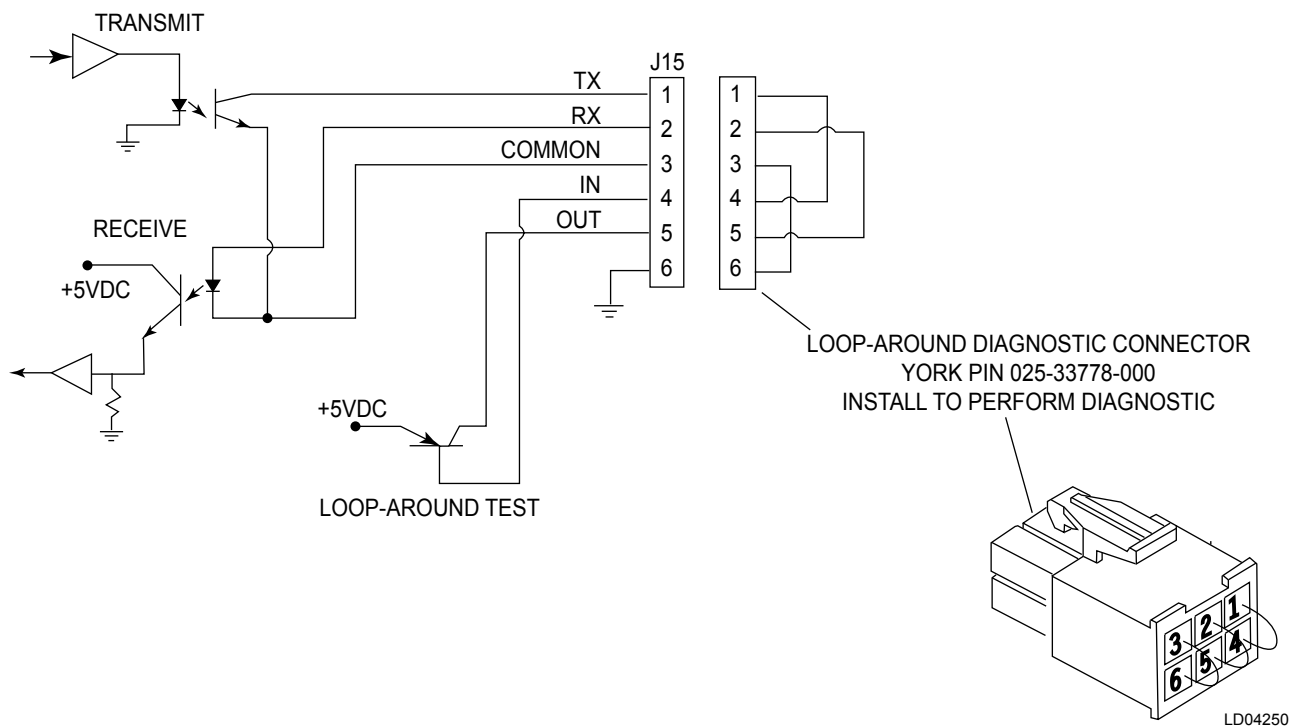 TRANSMIT
J15
TX
RX
COMMON
IN
OUT
1
2
3
4
5
6
1
2
3
4
5
6
RECEIVE
+5VDC
+5VDC
LOOP-AROUND TEST
LOOP-AROUND DIAGNOSTIC CONNECTOR
YORK PIN 025-33778-000
INSTALL TO PERFORM DIAGNOSTIC
3 2 1
6 5 4
LD04250